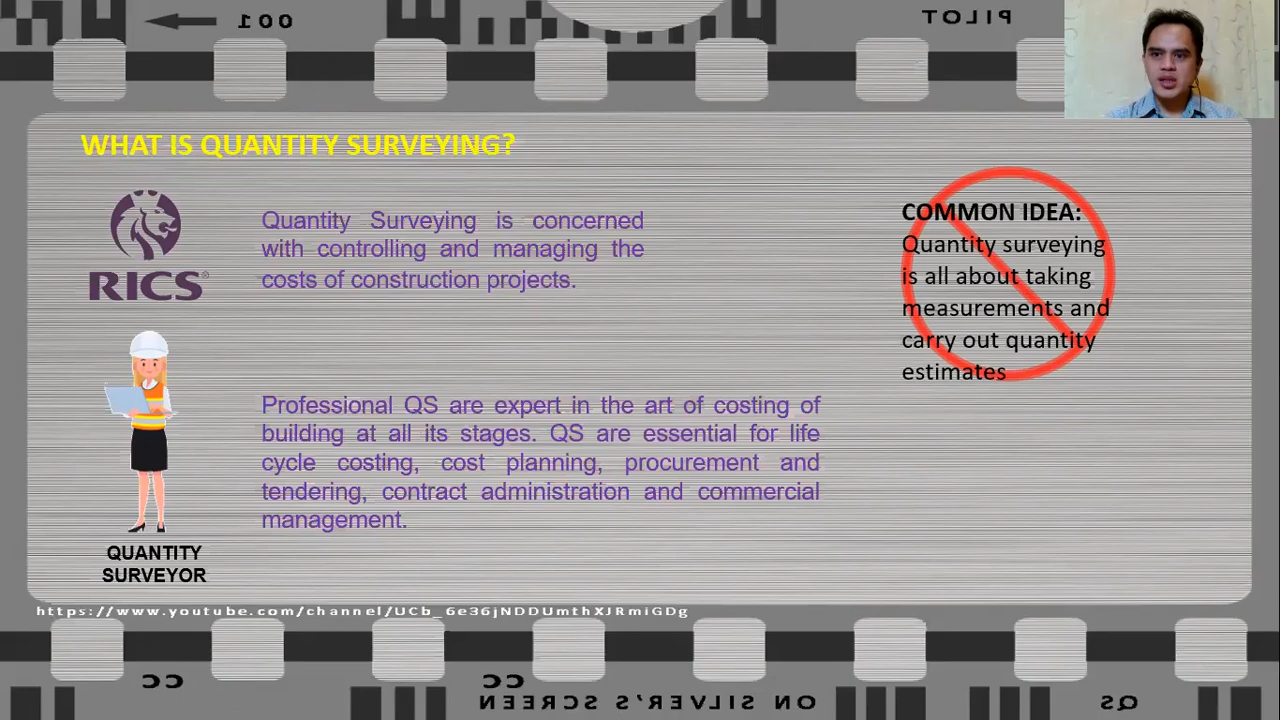 001
PILOT
WHAT IS QUANTITY SURVEYING?
RICS
Quantity Surveying is concerned
with controlling and managing the
costs of construction projects.
COMMON IDEA:
Quantity surveying
is all about taking
measurements and
carry out quantity
estimates
Professional QS are expert in the art of costing of
building at all its stages. QS are essential for life
cycle costing, cost planning, procurement and
tendering, contract administration and commercial
management.
QUANTITY
SURVEYOR
https://www.youtube.com/channel/UCb_6e36jNDDUmthXJRmiGDg
CC
CC
ON SILVER'S SCREEN
QS